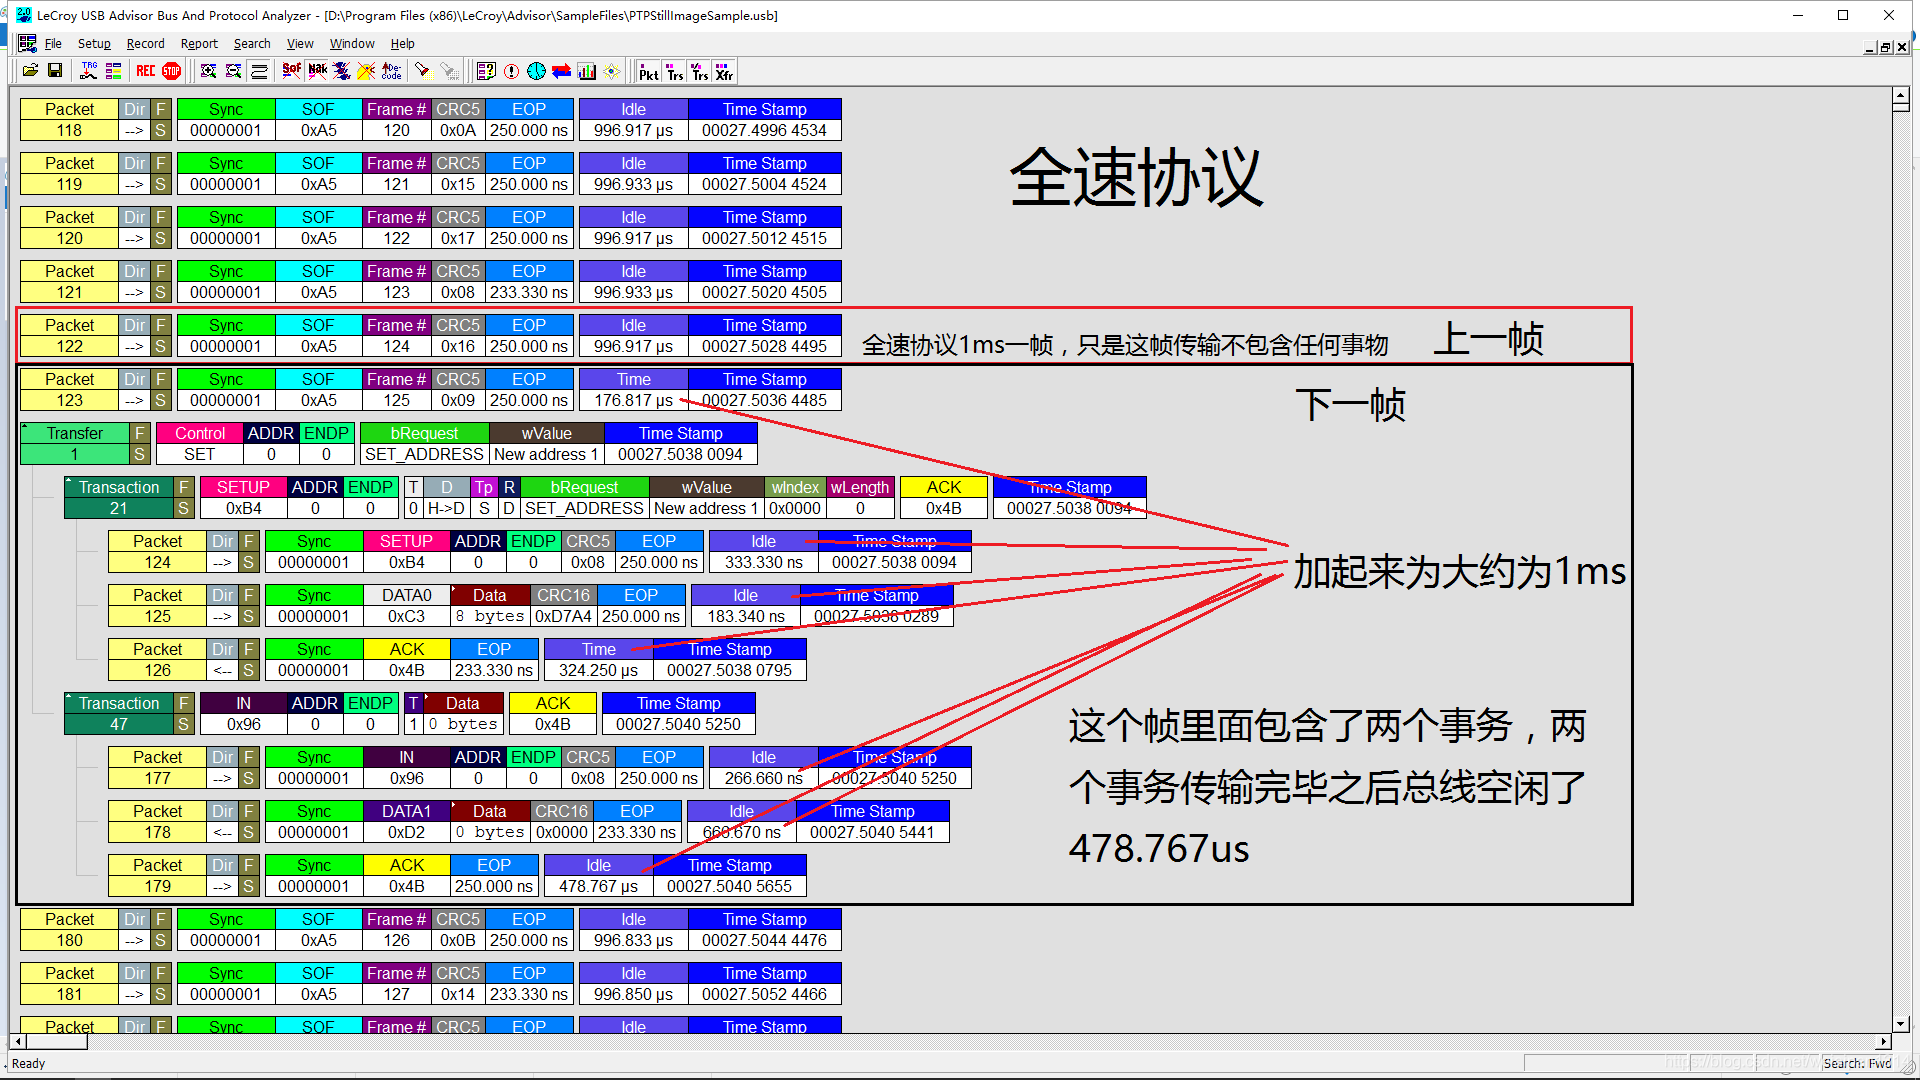 LeCroy USB Advisor Bus And Protocol Analyzer - [D:\Program Files (x86)\LeCroy\Advisor\SampleFiles\PTPStillImageSample.usb]
File Setup Record Report Search View Window Help
TRG REC STOP SOF NAK De-code Pkt Trs Trs Xfr
Packet Dir F Sync SOF Frame # CRC5 EOP Idle Time Stamp
118 --> S 00000001 0xA5 120 0x0A 250.000 ns 996.917 µs 00027.4996 4534
全速协议
Packet Dir F Sync SOF Frame # CRC5 EOP Idle Time Stamp
119 --> S 00000001 0xA5 121 0x15 250.000 ns 996.933 µs 00027.5004 4524
Packet Dir F Sync SOF Frame # CRC5 EOP Idle Time Stamp
120 --> S 00000001 0xA5 122 0x17 250.000 ns 996.917 µs 00027.5012 4515
Packet Dir F Sync SOF Frame # CRC5 EOP Idle Time Stamp
121 --> S 00000001 0xA5 123 0x08 233.330 ns 996.933 µs 00027.5020 4505
Packet Dir F Sync SOF Frame # CRC5 EOP Idle Time Stamp
122 --> S 00000001 0xA5 124 0x16 250.000 ns 996.917 µs 00027.5028 4495
全速协议1ms一帧，只是这帧传输不包含任何事物 上一帧
Packet Dir F Sync SOF Frame # CRC5 EOP Time Time Stamp
123 --> S 00000001 0xA5 125 0x09 250.000 ns 176.817 µs 00027.5036 4485
下一帧
Transfer F Control ADDR ENDP bRequest wValue Time Stamp
1 S SET 0 0 SET_ADDRESS New address 1 00027.5038 0094
Transaction F SETUP ADDR ENDP T D Tp R bRequest wValue wIndex wLength ACK Time Stamp
21 S 0xB4 0 0 0 H->D S D SET_ADDRESS New address 1 0x0000 0 0x4B 00027.5038 0094
Packet Dir F Sync SETUP ADDR ENDP CRC5 EOP Idle Time Stamp
124 --> S 00000001 0xB4 0 0 0x08 250.000 ns 333.330 ns 00027.5038 0094
加起来为大约为1ms
Packet Dir F Sync DATA0 Data CRC16 EOP Idle Time Stamp
125 --> S 00000001 0xC3 8 bytes 0xD7A4 250.000 ns 183.340 ns 00027.5038 0289
Packet Dir F Sync ACK EOP Time Time Stamp
126 <-- S 00000001 0x4B 233.330 ns 324.250 µs 00027.5038 0795
Transaction F IN ADDR ENDP T Data ACK Time Stamp
47 S 0x96 0 0 1 0 bytes 0x4B 00027.5040 5250
这个帧里面包含了两个事务，两
个事务传输完毕之后总线空闲了
478.767us
Packet Dir F Sync IN ADDR ENDP CRC5 EOP Idle Time Stamp
177 --> S 00000001 0x96 0 0 0x08 250.000 ns 266.660 ns 00027.5040 5250
Packet Dir F Sync DATA1 Data CRC16 EOP Idle Time Stamp
178 <-- S 00000001 0xD2 0 bytes 0x0000 233.330 ns 666.670 ns 00027.5040 5441
Packet Dir F Sync ACK EOP Idle Time Stamp
179 --> S 00000001 0x4B 250.000 ns 478.767 µs 00027.5040 5655
Packet Dir F Sync SOF Frame # CRC5 EOP Idle Time Stamp
180 --> S 00000001 0xA5 126 0x0B 250.000 ns 996.833 µs 00027.5044 4476
Packet Dir F Sync SOF Frame # CRC5 EOP Idle Time Stamp
181 --> S 00000001 0xA5 127 0x14 233.330 ns 996.850 µs 00027.5052 4466
Packet Dir F Sync SOF Frame # CRC5 EOP Idle Time Stamp
Ready
Search: Fwd